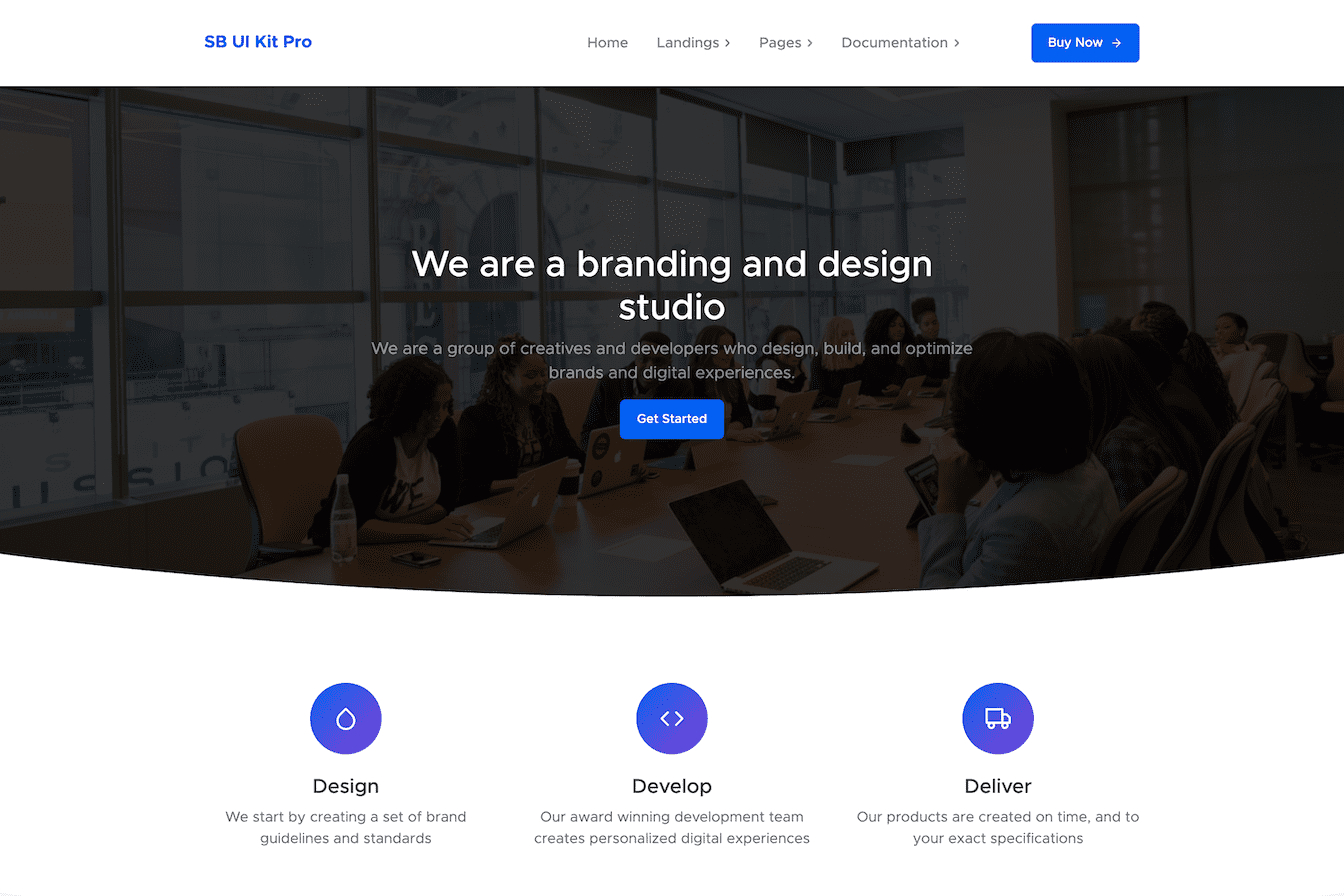 SB UI Kit Pro
Home
Landings
Pages
Documentation
Buy Now
We are a branding and design
studio
We are a group of creatives and developers who design, build, and optimize
brands and digital experiences.
Get Started
Design
We start by creating a set of brand
guidelines and standards
Develop
Our award winning development team
creates personalized digital experiences
Deliver
Our products are created on time, and to
your exact specifications